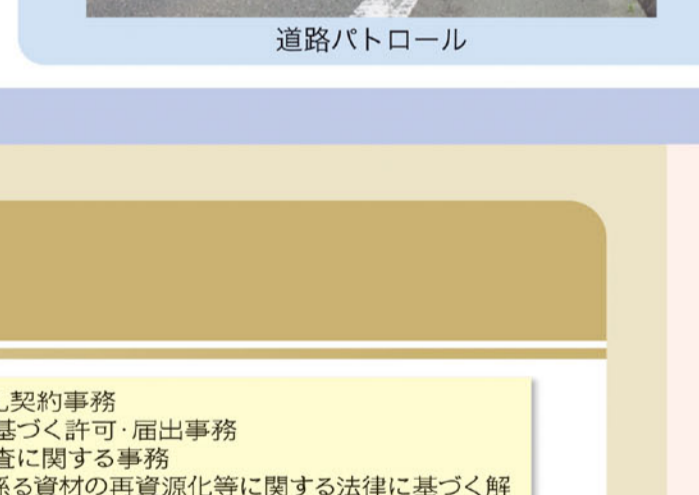 道路パトロール
契約事務
基づく許可・届出事務
査に関する事務
係る資材の再資源化等に関する法律に基づく解